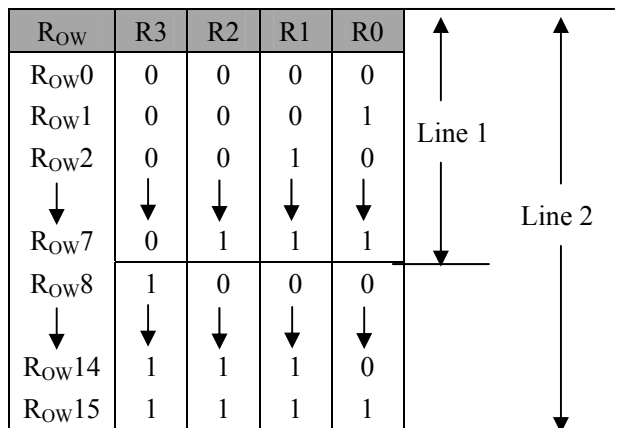 ROW R3 R2 R1 R0
ROW0 0 0 0 0
ROW1 0 0 0 1
Line 1
ROW2 0 0 1 0
Line 2
ROW7 0 1 1 1
ROW8 1 0 0 0
ROW14 1 1 1 0
ROW15 1 1 1 1